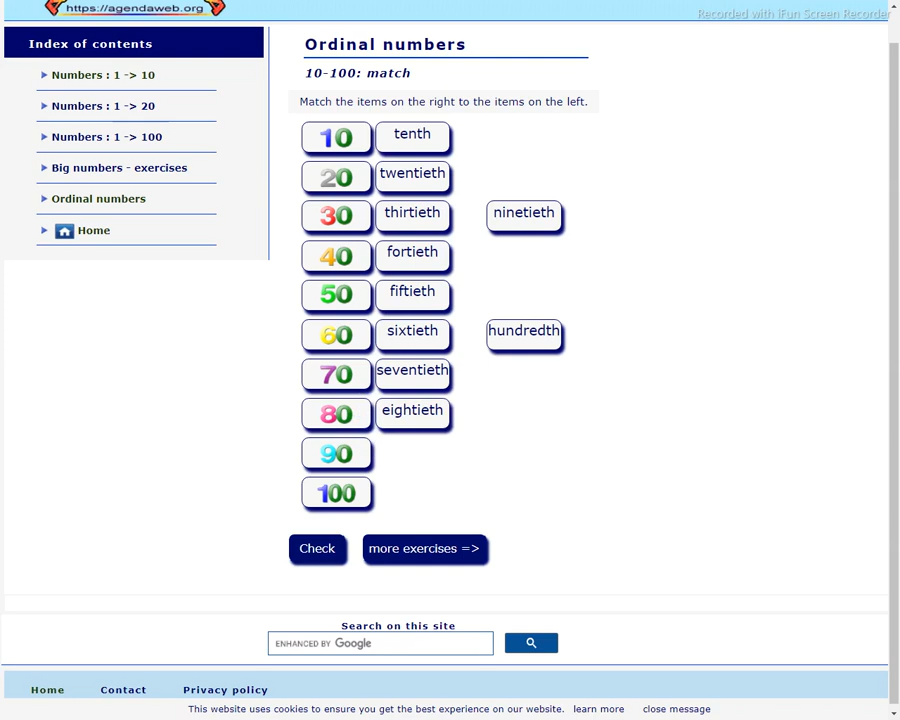 https://agendaweb.org
Recorded with iFun Screen Recorder
Index of contents
Numbers : 1 -> 10
Numbers : 1 -> 20
Numbers : 1 -> 100
Big numbers - exercises
Ordinal numbers
Home
Ordinal numbers
10-100: match
Match the items on the right to the items on the left.
10 tenth
20 twentieth
30 thirtieth ninetieth
40 fortieth
50 fiftieth
60 sixtieth hundredth
70 seventieth
80 eightieth
90
100
Check more exercises =>
Search on this site
ENHANCED BY Google
Home Contact Privacy policy
This website uses cookies to ensure you get the best experience on our website. learn more close message